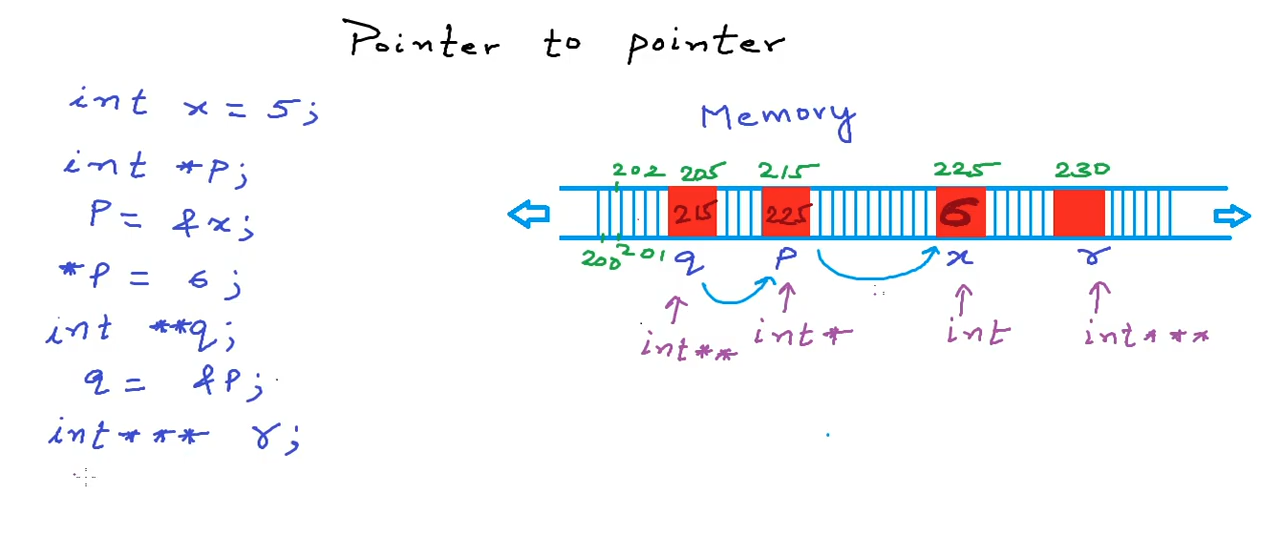 Pointer to pointer
int x = 5;
int *p;
p = &x;
*p = 6;
int **q;
q = &p;
int*** r;
Memory
202 205 215 225 230
215 225 6
200 201 q p x r
int** int* int int***